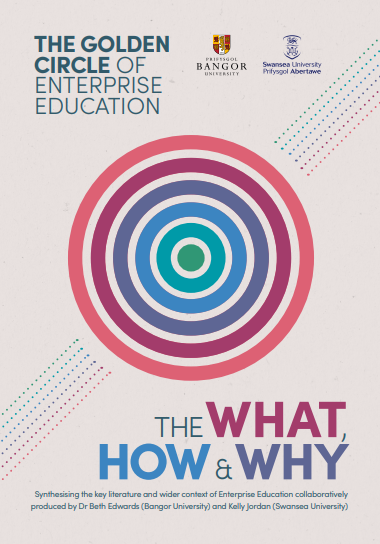 THE GOLDEN
CIRCLE OF
ENTERPRISE
EDUCATION
PRIFYSGOL
BANGOR
UNIVERSITY
Swansea University
Prifysgol Abertawe
THE WHAT,
HOW & WHY
Synthesising the key literature and wider context of Enterprise Education collaboratively
produced by Dr Beth Edwards (Bangor University) and Kelly Jordan (Swansea University)